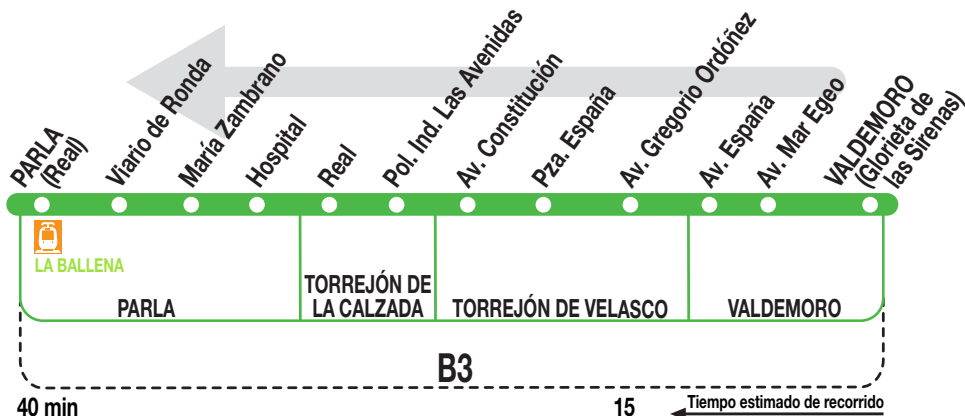 PARLA
(Real)
Viario de Ronda
María Zambrano
Hospital
Real
Pol. Ind. Las Avenidas
Av. Constitución
Pza. España
Av. Gregorio Ordóñez
Av. España
Av. Mar Egeo
VALDEMORO
(Glorieta de
las Sirenas)
LA BALLENA
PARLA
TORREJÓN DE
LA CALZADA
TORREJÓN DE VELASCO
VALDEMORO
B3
40 min
15
Tiempo estimado de recorrido